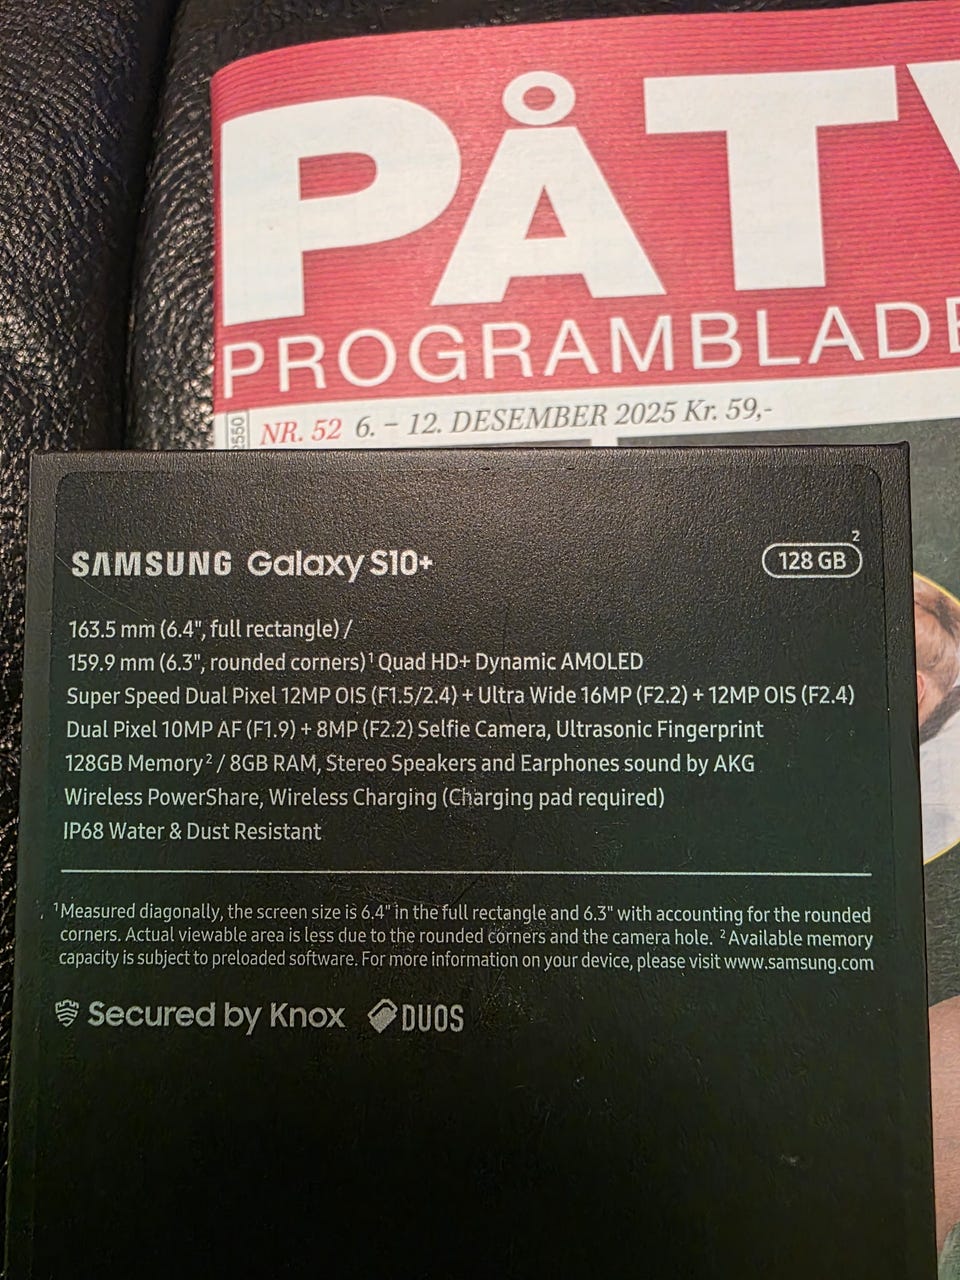 PÅ TV
PROGRAMBLADE
NR. 52 6. – 12. DESEMBER 2025 Kr. 59,-
SAMSUNG Galaxy S10+
128 GB ²
163.5 mm (6.4", full rectangle) /
159.9 mm (6.3", rounded corners)¹ Quad HD+ Dynamic AMOLED
Super Speed Dual Pixel 12MP OIS (F1.5/2.4) + Ultra Wide 16MP (F2.2) + 12MP OIS (F2.4)
Dual Pixel 10MP AF (F1.9) + 8MP (F2.2) Selfie Camera, Ultrasonic Fingerprint
128GB Memory² / 8GB RAM, Stereo Speakers and Earphones sound by AKG
Wireless PowerShare, Wireless Charging (Charging pad required)
IP68 Water & Dust Resistant
¹Measured diagonally, the screen size is 6.4" in the full rectangle and 6.3" with accounting for the rounded
corners. Actual viewable area is less due to the rounded corners and the camera hole. ² Available memory
capacity is subject to preloaded software. For more information on your device, please visit www.samsung.com
Secured by Knox DUOS